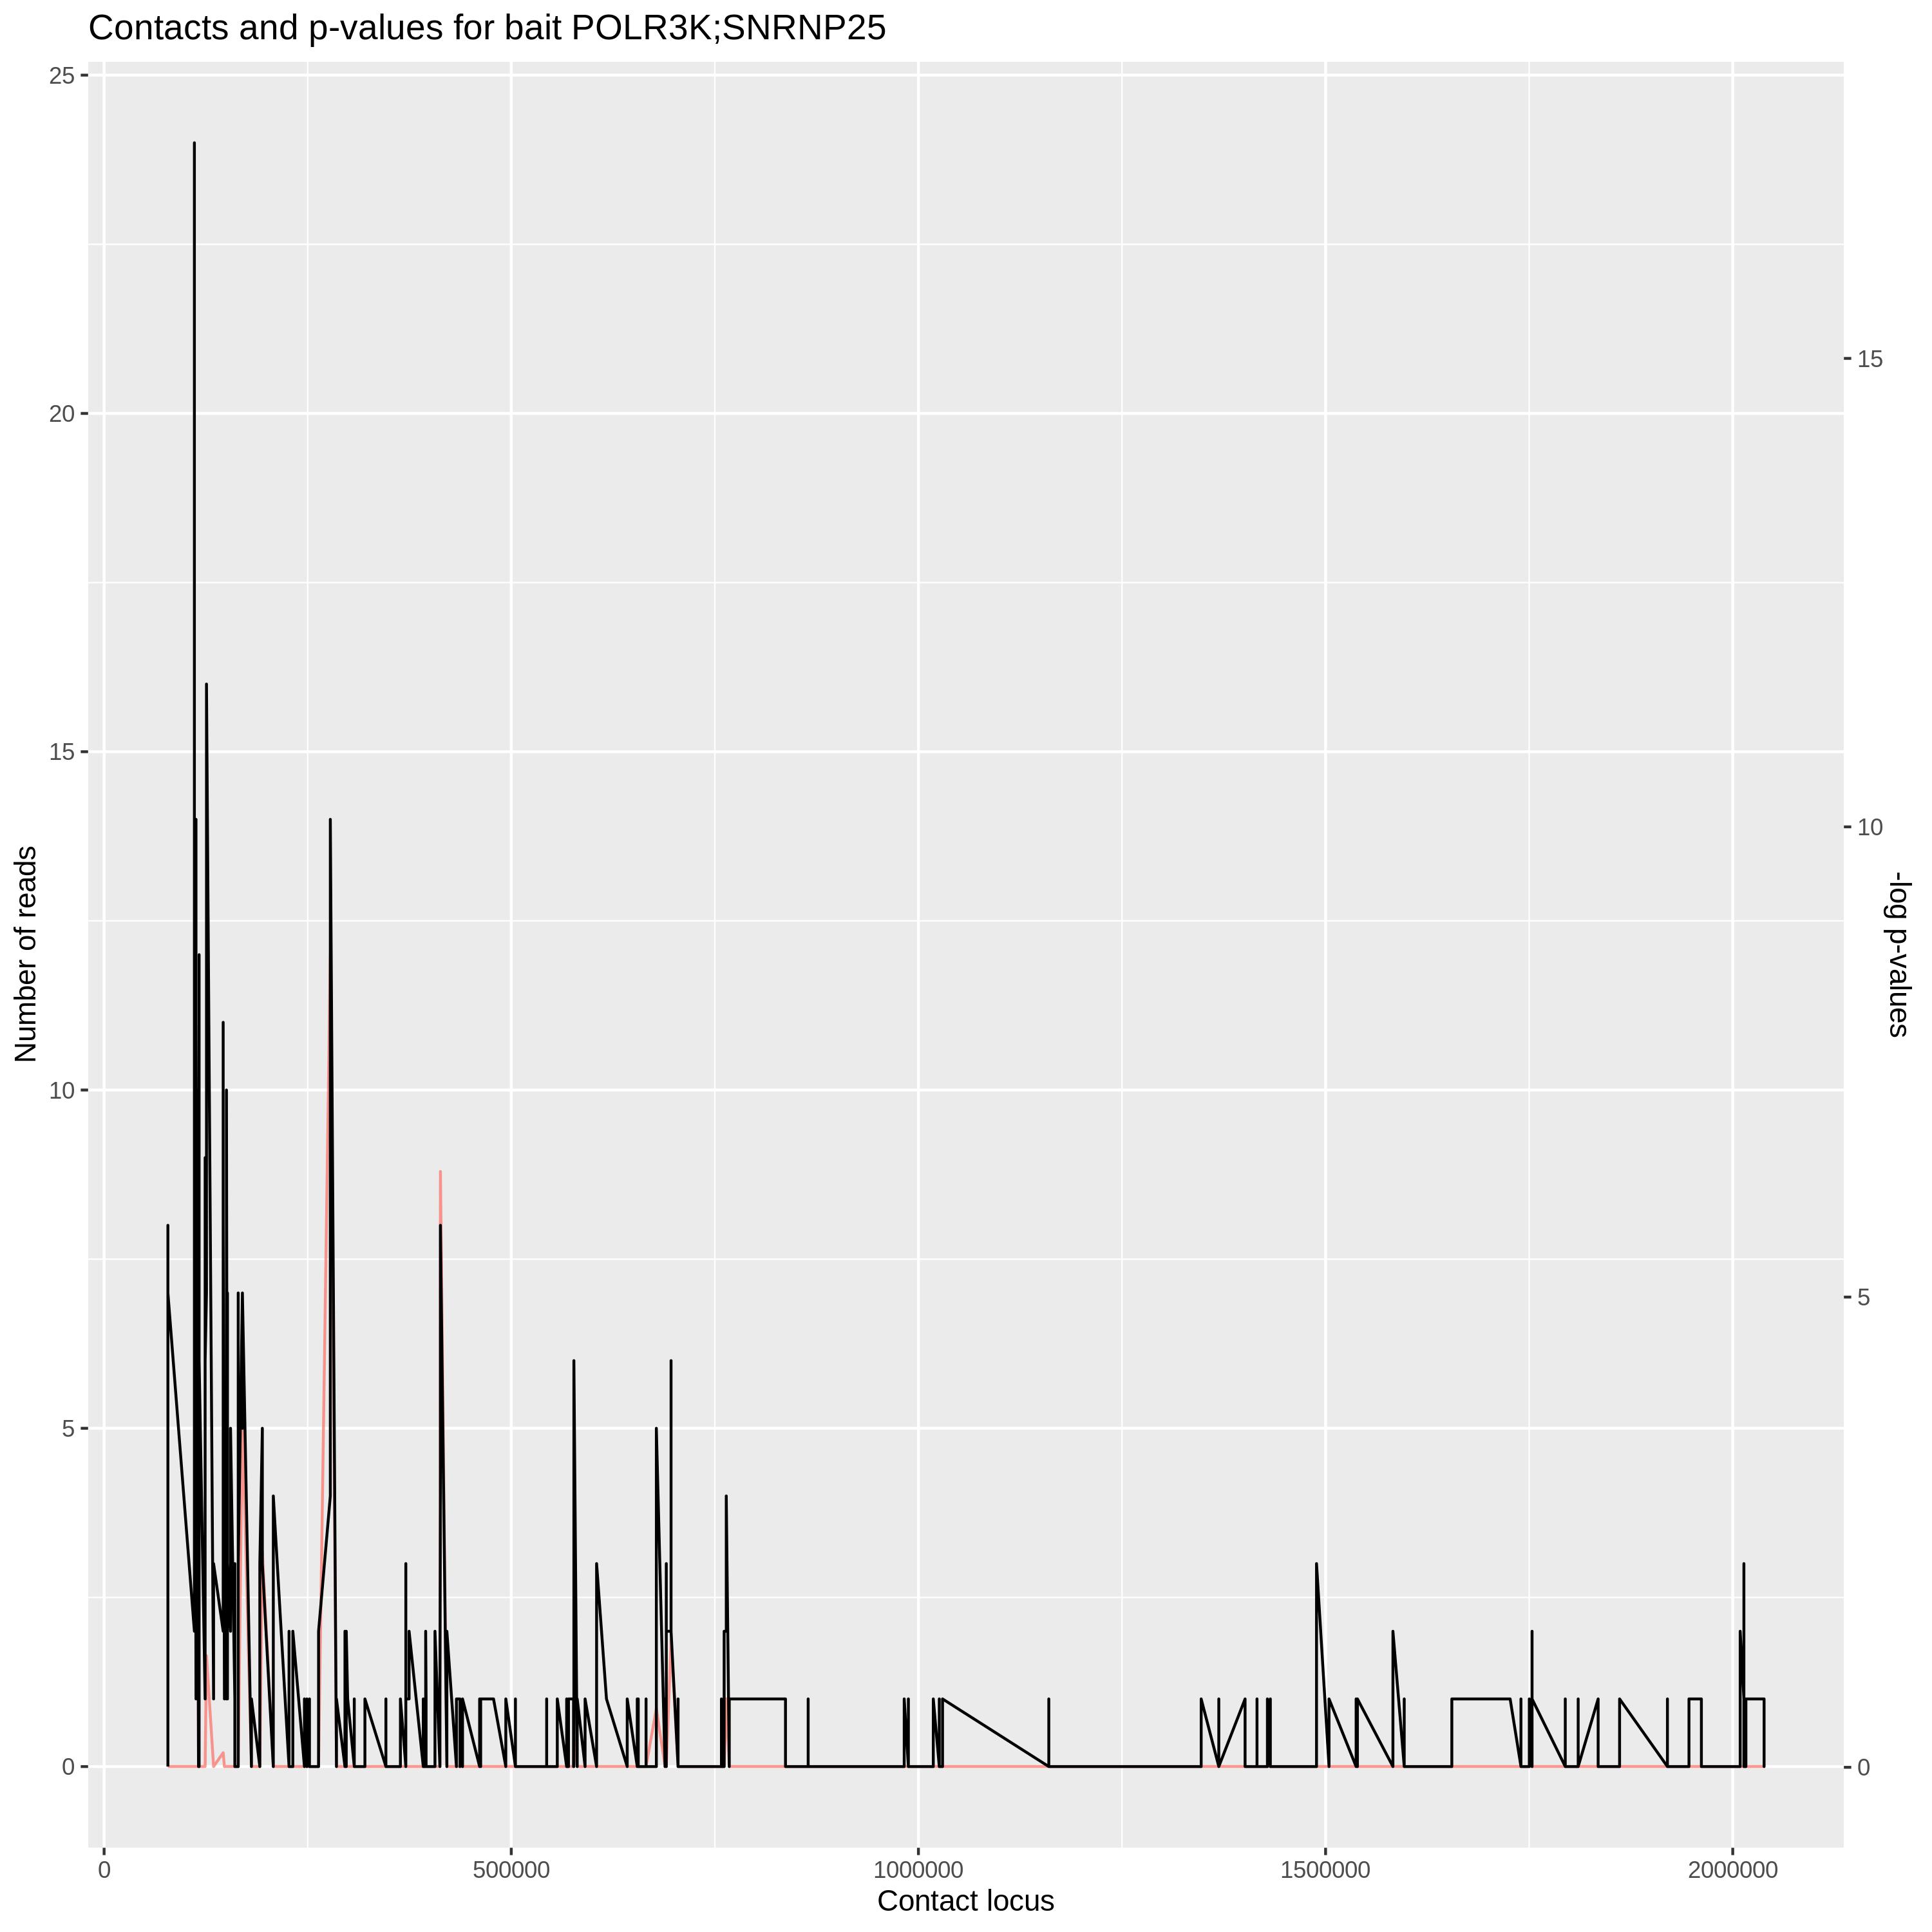 Contacts and p-values for bait POLR3K;SNRNP25
25
20
15
10
5
0
Number of reads
15
10
5
0
-log p-values
0 500000 1000000 1500000 2000000
Contact locus